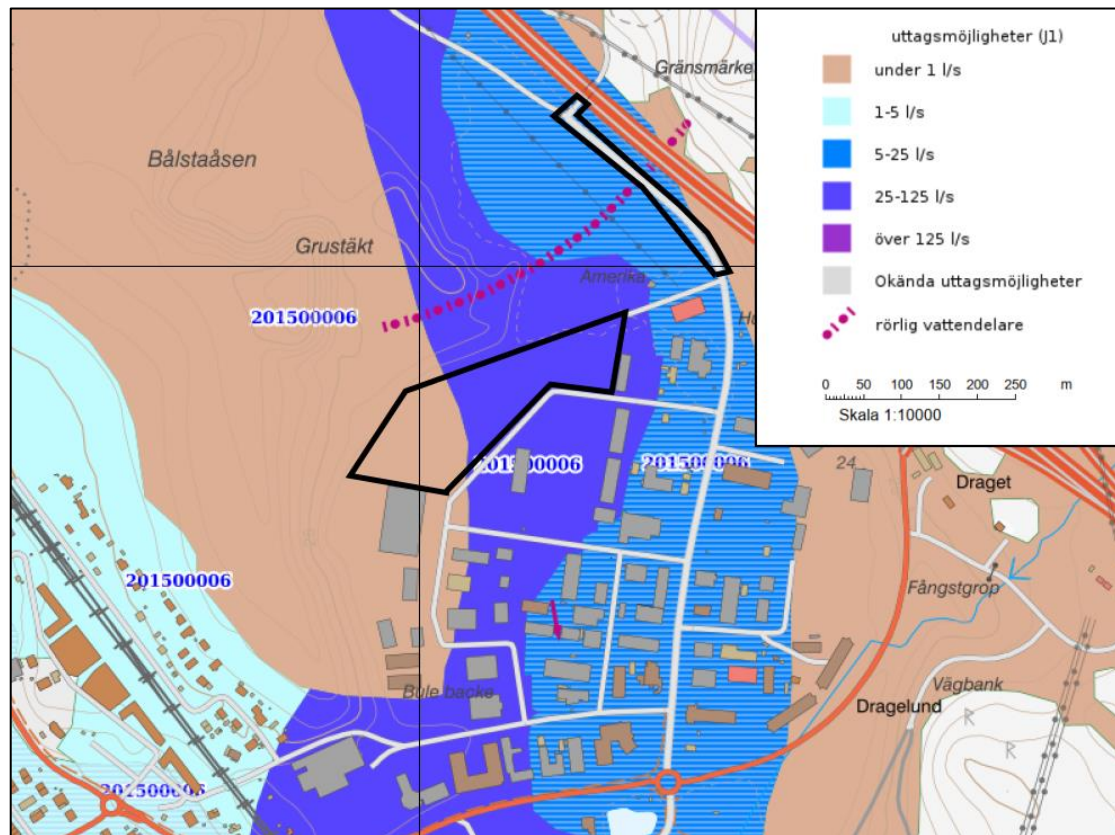 Gränsmärke
Bålstaåsen
Grustäkt
Amerika
201500006
201500006
201500006
24
Draget
201500006
Fångstgrop
Bule backe
Vägbank
Dragelund
R
R
201500006
uttagsmöjligheter (J1)
under 1 l/s
1-5 l/s
5-25 l/s
25-125 l/s
över 125 l/s
Okända uttagsmöjligheter
rörlig vattendelare
0 50 100 150 200 250 m
Skala 1:10000